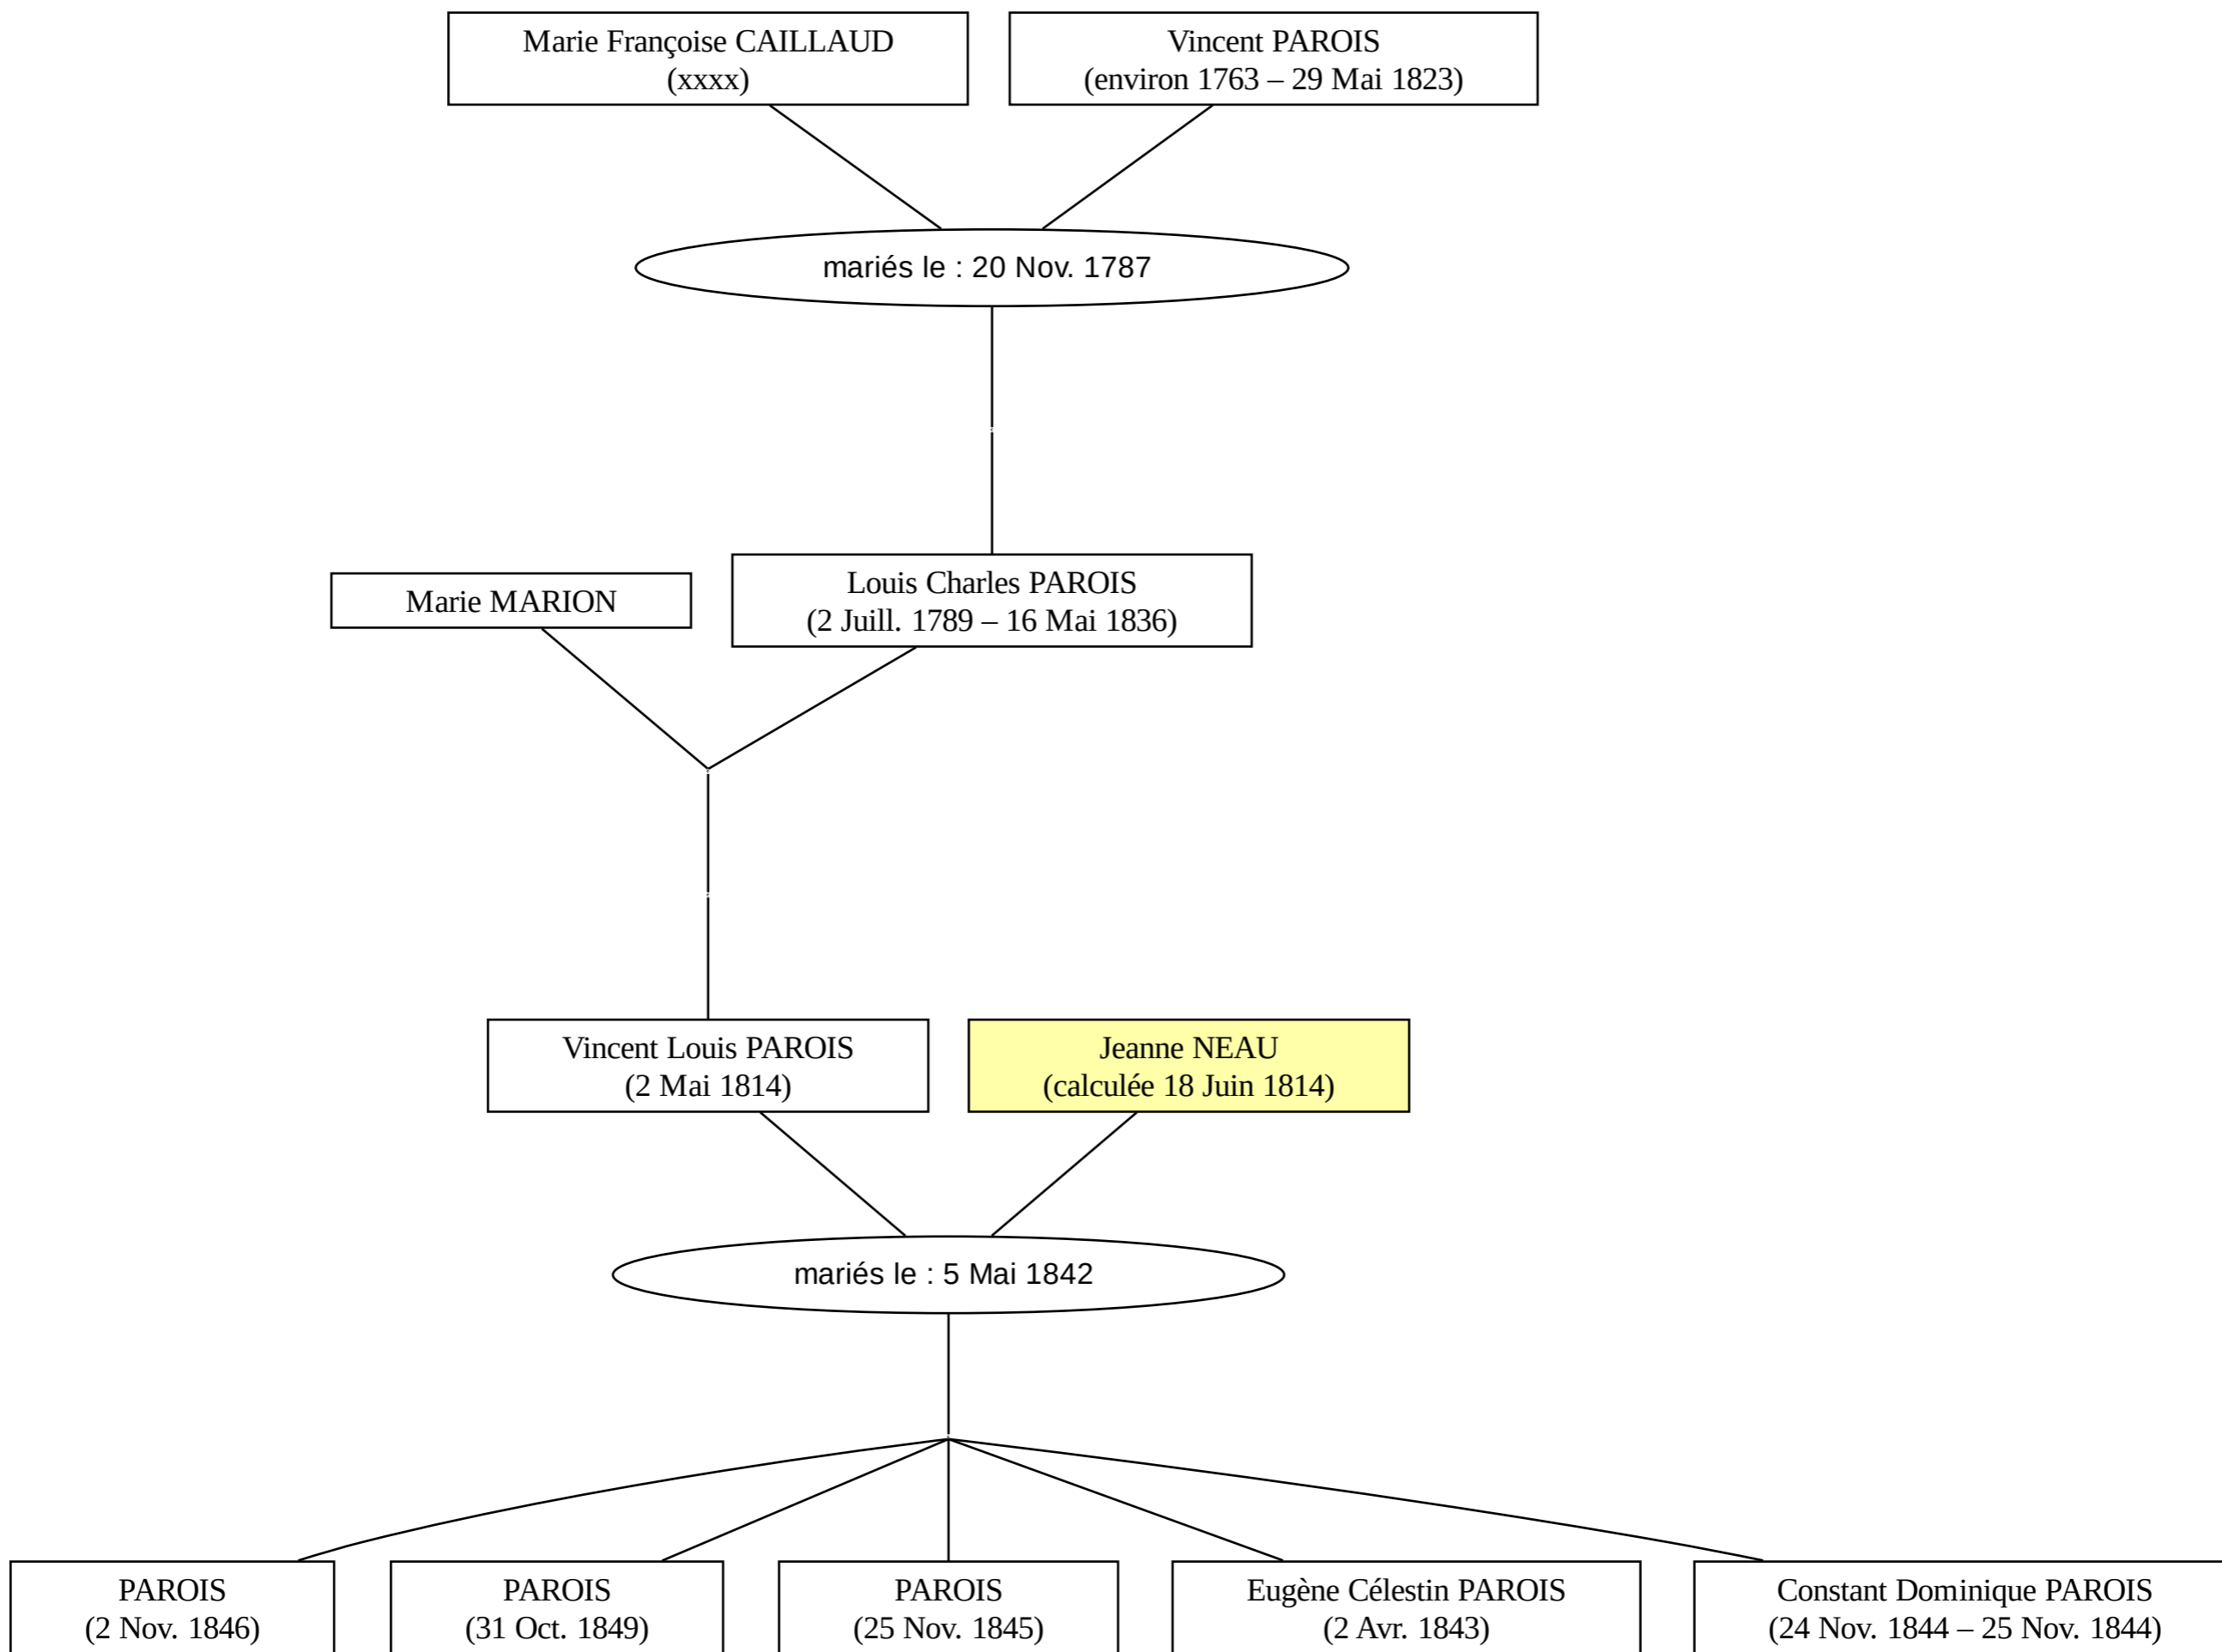 Marie Françoise CAILLAUD
(xxxx)
Vincent PAROIS
(environ 1763 – 29 Mai 1823)
mariés le : 20 Nov. 1787
Marie MARION
Louis Charles PAROIS
(2 Juill. 1789 – 16 Mai 1836)
Vincent Louis PAROIS
(2 Mai 1814)
Jeanne NEAU
(calculée 18 Juin 1814)
mariés le : 5 Mai 1842
PAROIS
(2 Nov. 1846)
PAROIS
(31 Oct. 1849)
PAROIS
(25 Nov. 1845)
Eugène Célestin PAROIS
(2 Avr. 1843)
Constant Dominique PAROIS
(24 Nov. 1844 – 25 Nov. 1844)